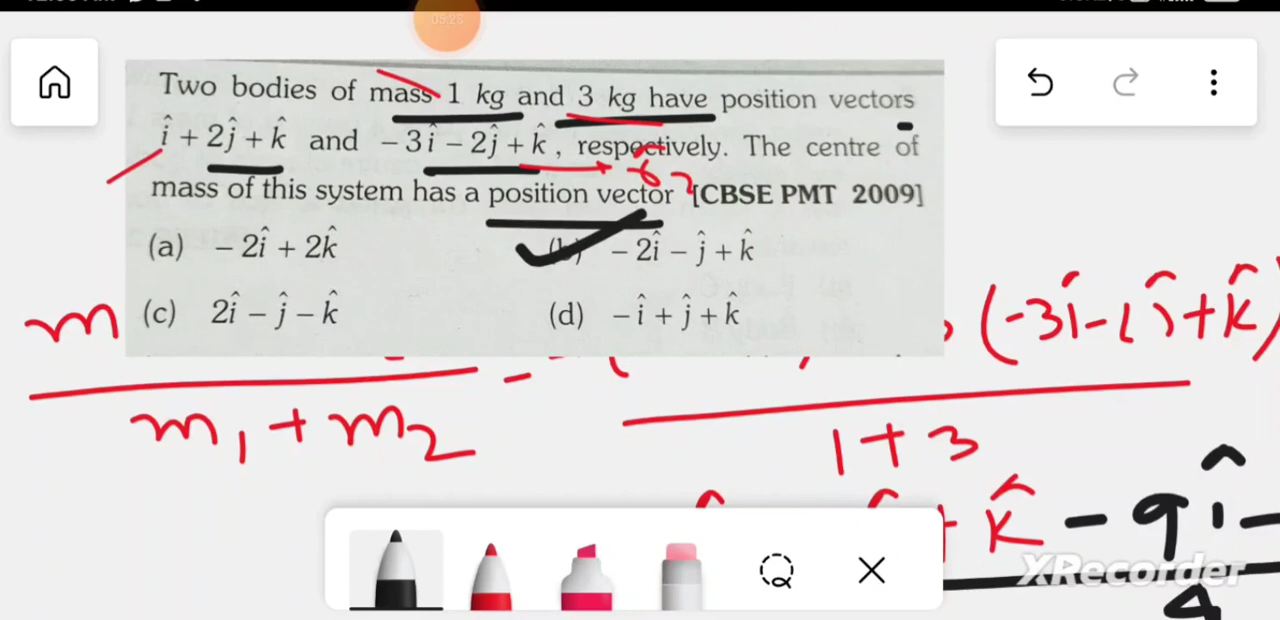 05:28
Two bodies of mass 1 kg and 3 kg have position vectors
î + 2ĵ + k̂ and − 3î − 2ĵ + k̂ , respectively. The centre of
mass of this system has a position vector [CBSE PMT 2009]
(a) − 2î + 2k̂ (b) − 2î − ĵ + k̂
(c) 2î − ĵ − k̂ (d) − î + ĵ + k̂
m (-3î-
ĵ+k̂)
m₁ + m₂
1+3
+ k̂ - 9î -
4
XRecorder